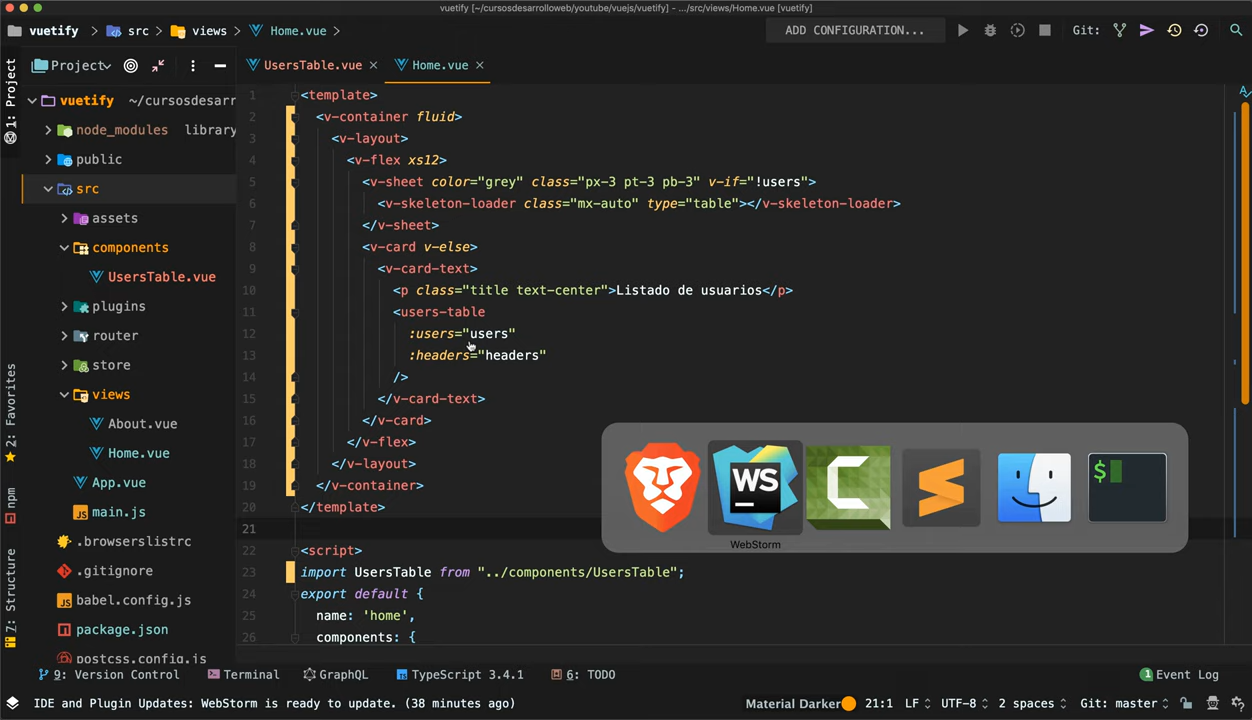 vuetify [~/cursosdesarrolloweb/youtube/vuejs/vuetify] - .../src/views/Home.vue [vuetify]
vuetify src views Home.vue
ADD CONFIGURATION...
Git:
1: Project
Project
UsersTable.vue
Home.vue
vuetify ~/cursosdesarr
node_modules library
public
src
assets
components
UsersTable.vue
plugins
router
store
views
About.vue
Home.vue
App.vue
main.js
.browserslistrc
.gitignore
babel.config.js
package.json
postcss.config.js
2: Favorites
npm
7: Structure
1 <template>
2 <v-container fluid>
3 <v-layout>
4 <v-flex xs12>
5 <v-sheet color="grey" class="px-3 pt-3 pb-3" v-if="!users">
6 <v-skeleton-loader class="mx-auto" type="table"></v-skeleton-loader>
7 </v-sheet>
8 <v-card v-else>
9 <v-card-text>
10 <p class="title text-center">Listado de usuarios</p>
11 <users-table
12 :users="users"
13 :headers="headers"
14 />
15 </v-card-text>
16 </v-card>
17 </v-flex>
18 </v-layout>
19 </v-container>
20 </template>
21
22 <script>
23 import UsersTable from "../components/UsersTable";
24 export default {
25 name: 'home',
26 components: {
WS
C
$
WebStorm
9: Version Control
Terminal
GraphQL
TypeScript 3.4.1
6: TODO
1 Event Log
IDE and Plugin Updates: WebStorm is ready to update. (38 minutes ago)
Material Darker
21:1
LF
UTF-8
2 spaces
Git: master